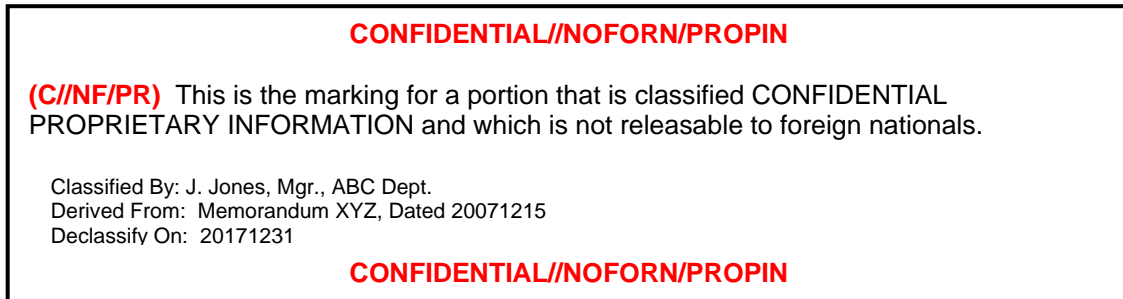 CONFIDENTIAL//NOFORN/PROPIN
(C//NF/PR) This is the marking for a portion that is classified CONFIDENTIAL
PROPRIETARY INFORMATION and which is not releasable to foreign nationals.
Classified By: J. Jones, Mgr., ABC Dept.
Derived From: Memorandum XYZ, Dated 20071215
Declassify On: 20171231
CONFIDENTIAL//NOFORN/PROPIN